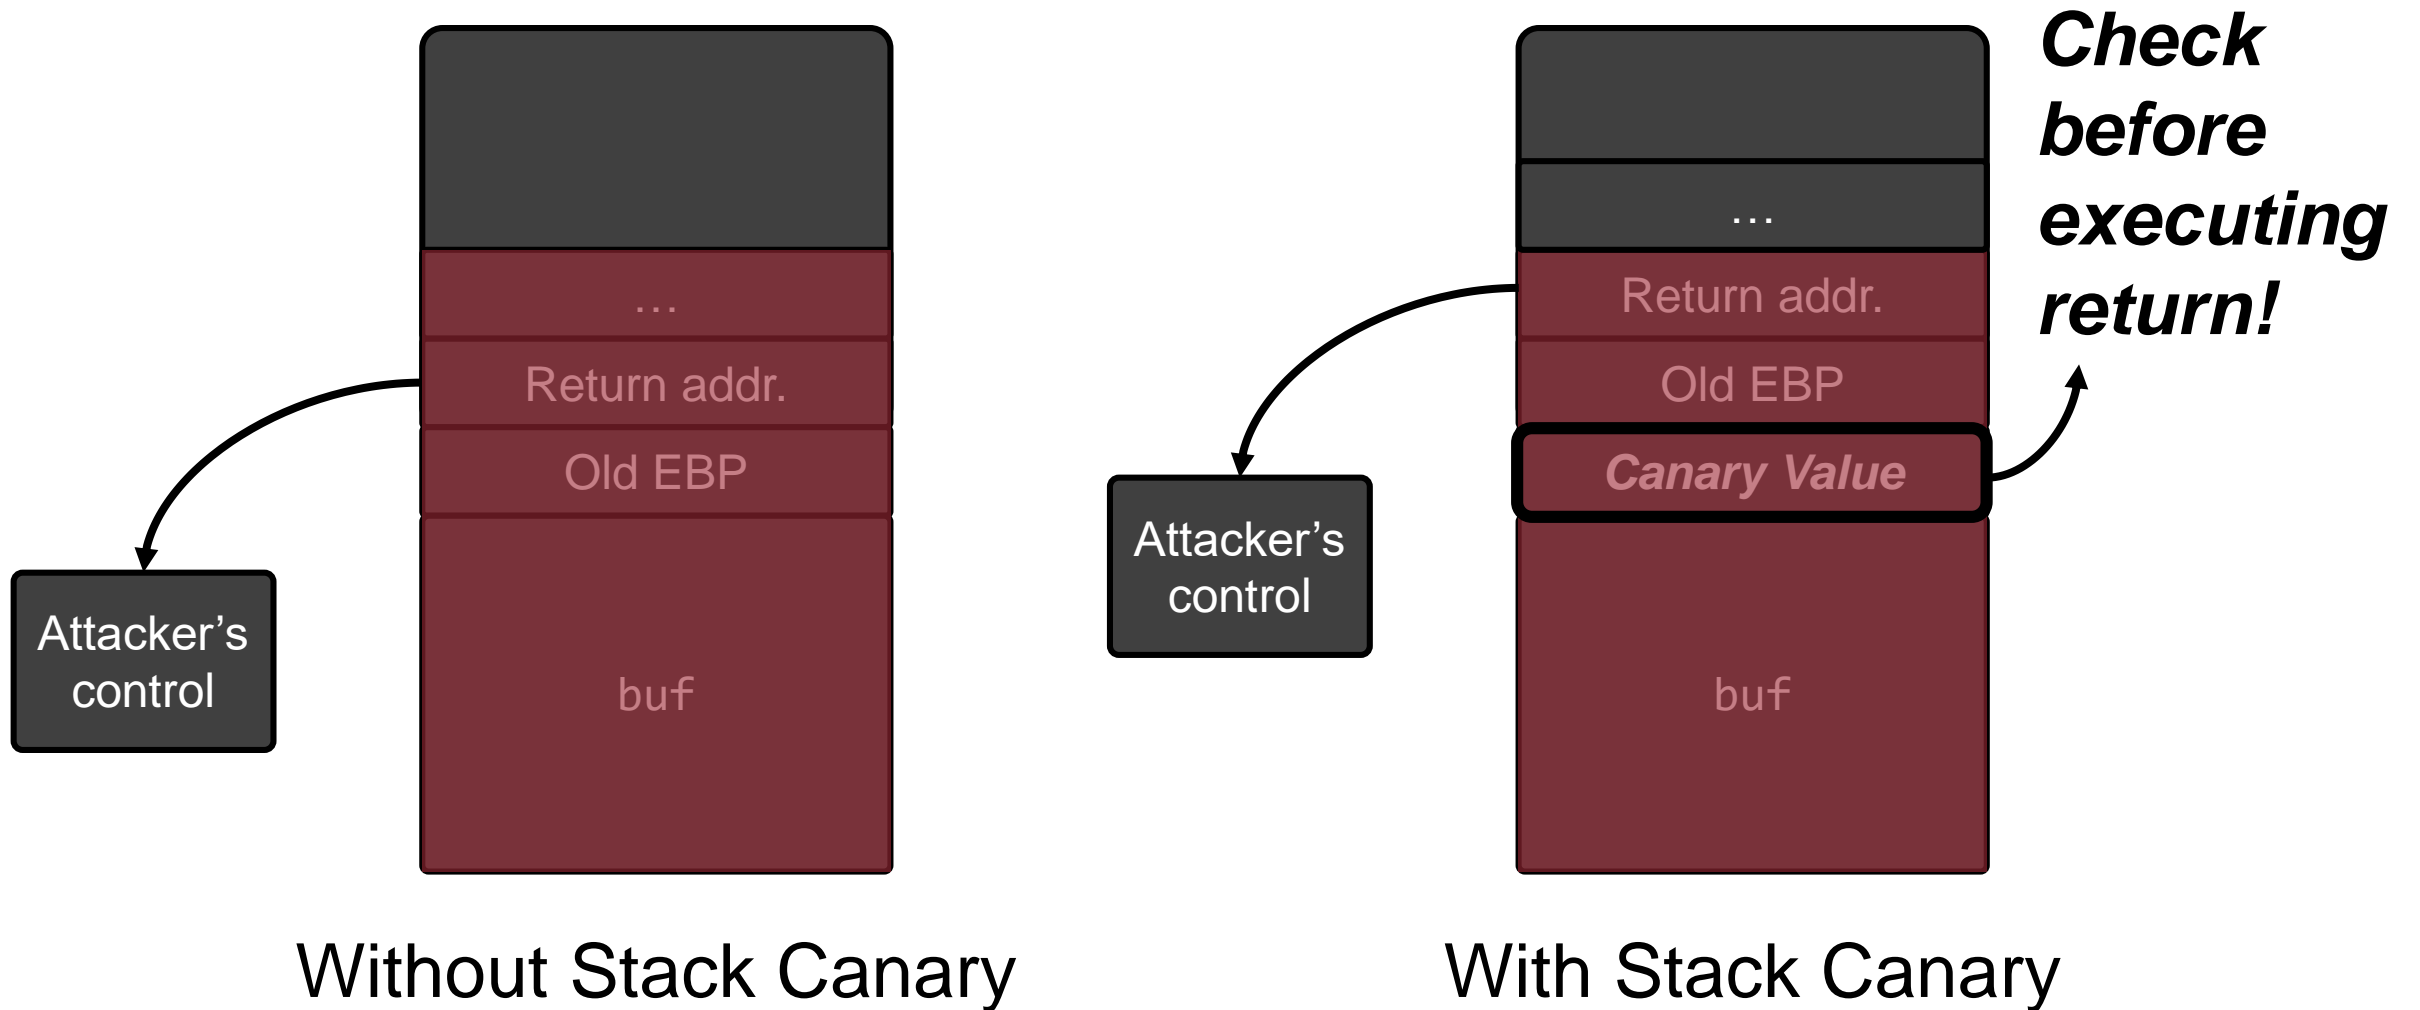 …
Return addr.
Old EBP
buf
Attacker’s
control
Without Stack Canary
…
Return addr.
Old EBP
Canary Value
buf
Attacker’s
control
Check
before
executing
return!
With Stack Canary